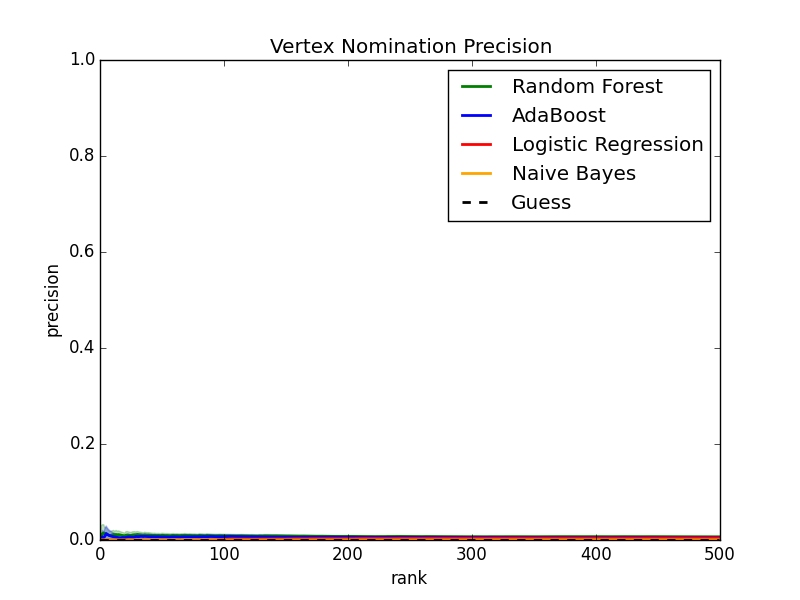 Vertex Nomination Precision
1.0
0.8
0.6
0.4
0.2
0.0
precision
Random Forest
AdaBoost
Logistic Regression
Naive Bayes
Guess
0 100 200 300 400 500
rank